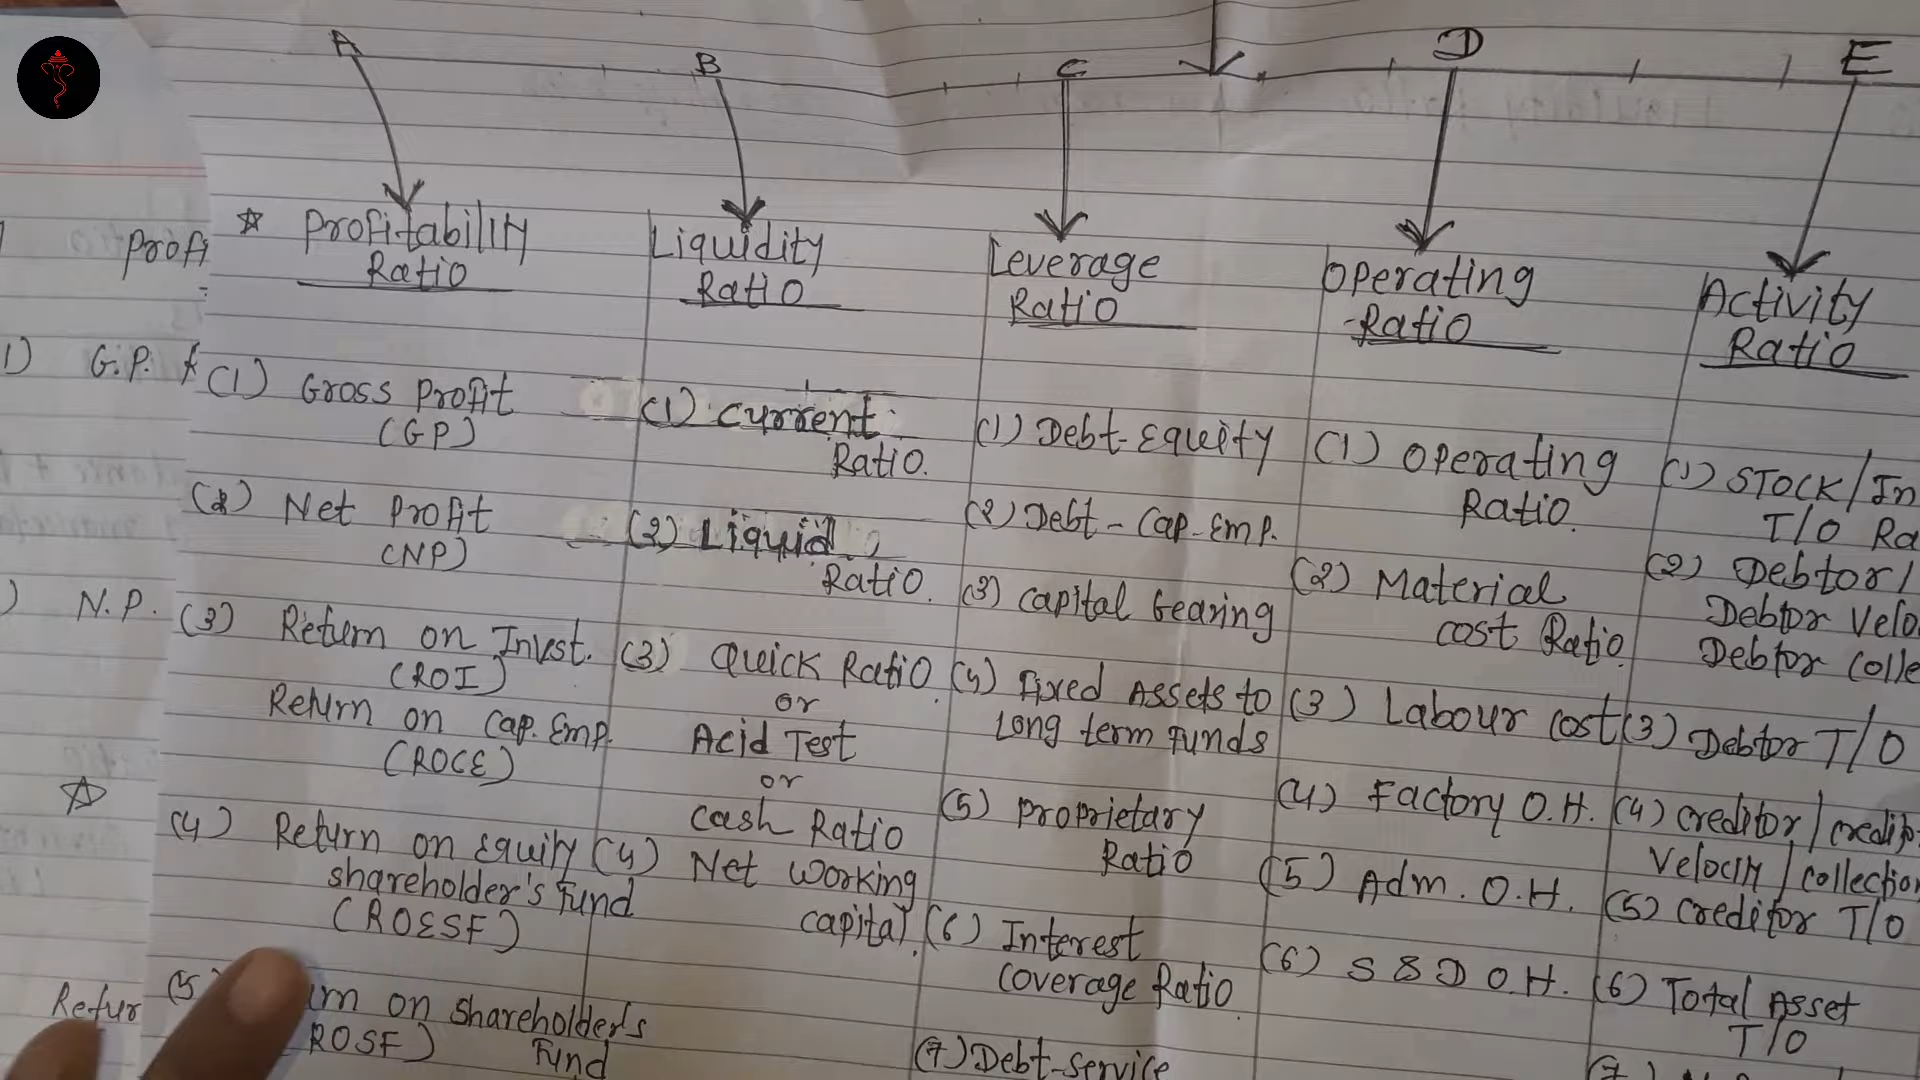 A
B
C
D
E
Profi
☆ Profitability
Ratio
1) G.P.
(1) Gross Profit
(GP)
(2) Net Profit
(NP)
N.P.
(3) Return on Invst.
(ROI)
Return on Cap. Emp.
(ROCE)
☆
(4) Return on Equity
shareholder's Fund
(ROESF)
Retur
(5) on shareholder's
ROSF) Fund
Liquidity
Ratio
(1) Current
Ratio.
(2) Liquid
Ratio.
(3) Quick Ratio
or
Acid Test
or
Cash Ratio
(4) Net Working
capital.
Leverage
Ratio
(1) Debt-Equity
(2) Debt - Cap-Emp.
(3) Capital Gearing
(4) Fixed Assets to
Long term Funds
(5) Proprietary
Ratio
(6) Interest
coverage Ratio.
(7) Debt-Service
Operating
-Ratio
(1) Operating
Ratio.
(2) Material
cost Ratio.
(3) Labour cost
(4) Factory O.H.
(5) Adm. O.H.
(6) S & D O.H.
Activity
Ratio
(1) STOCK/In
T/O Ra
(2) Debtor/
Debtor Velo
Debtor Colle
(3) Debtor T/O
(4) Creditor/credito
Velocity/collection
(5) Creditor T/O
(6) Total Asset
T/O
(7)